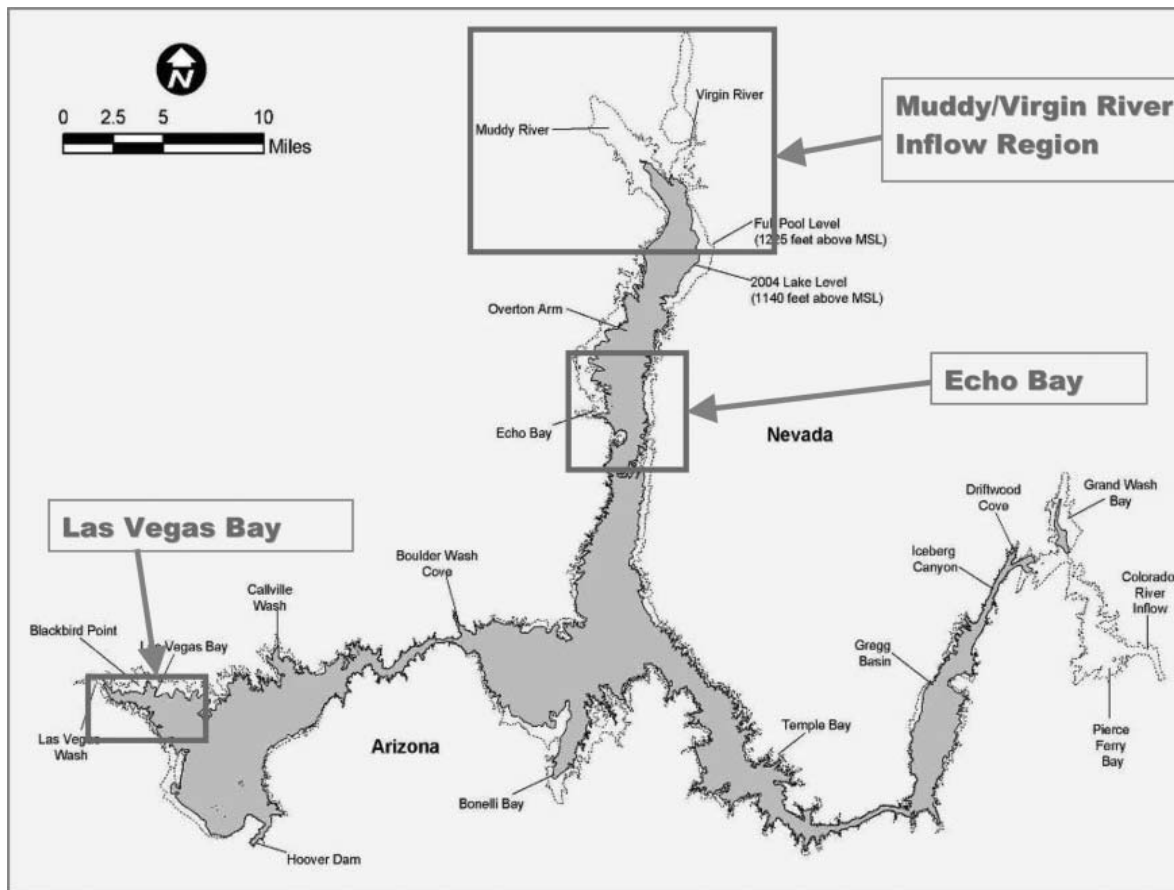 N
0 2.5 5 10
Miles
Virgin River
Muddy River
Muddy/Virgin River
Inflow Region
Full Pool Level
(1225 feet above MSL)
2004 Lake Level
(1140 feet above MSL)
Overton Arm
Echo Bay
Echo Bay
Nevada
Las Vegas Bay
Driftwood
Cove
Grand Wash
Bay
Iceberg
Canyon
Boulder Wash
Cove
Callville
Wash
Colorado
River
Inflow
Blackbird Point
Vegas Bay
Gregg
Basin
Las Vegas
Wash
Arizona
Temple Bay
Pierce
Ferry
Bay
Bonelli Bay
Hoover Dam